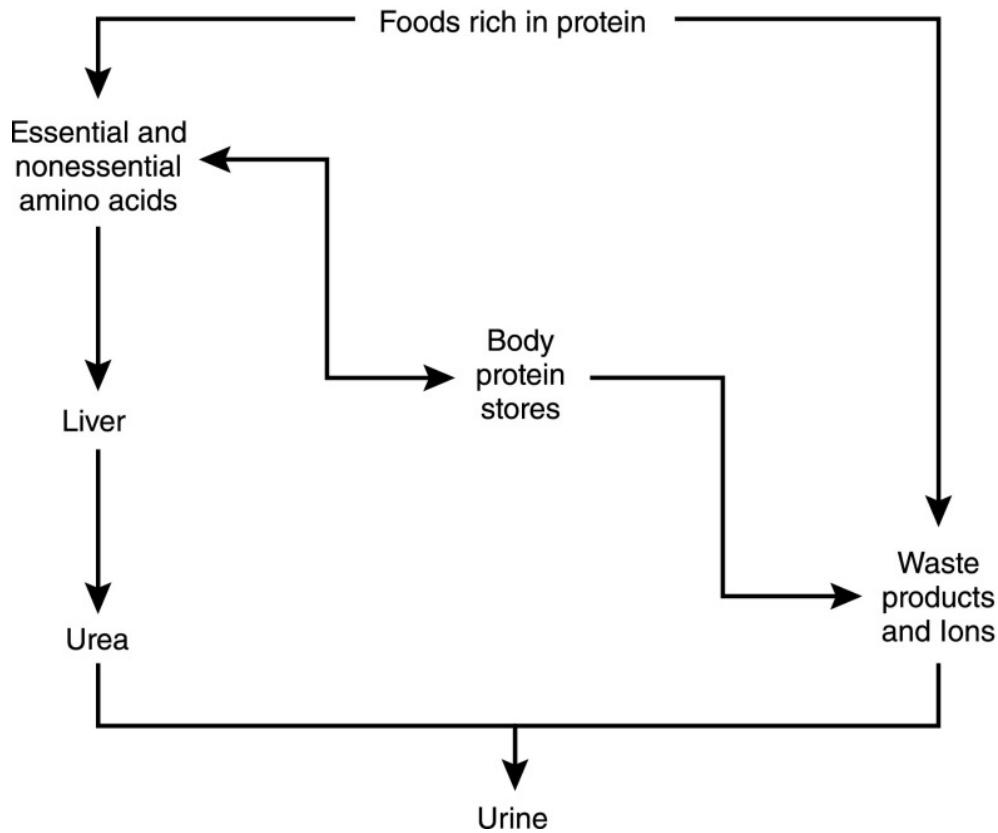 Foods rich in protein
Essential and
nonessential
amino acids
Body
protein
stores
Liver
Waste
products
and Ions
Urea
Urine